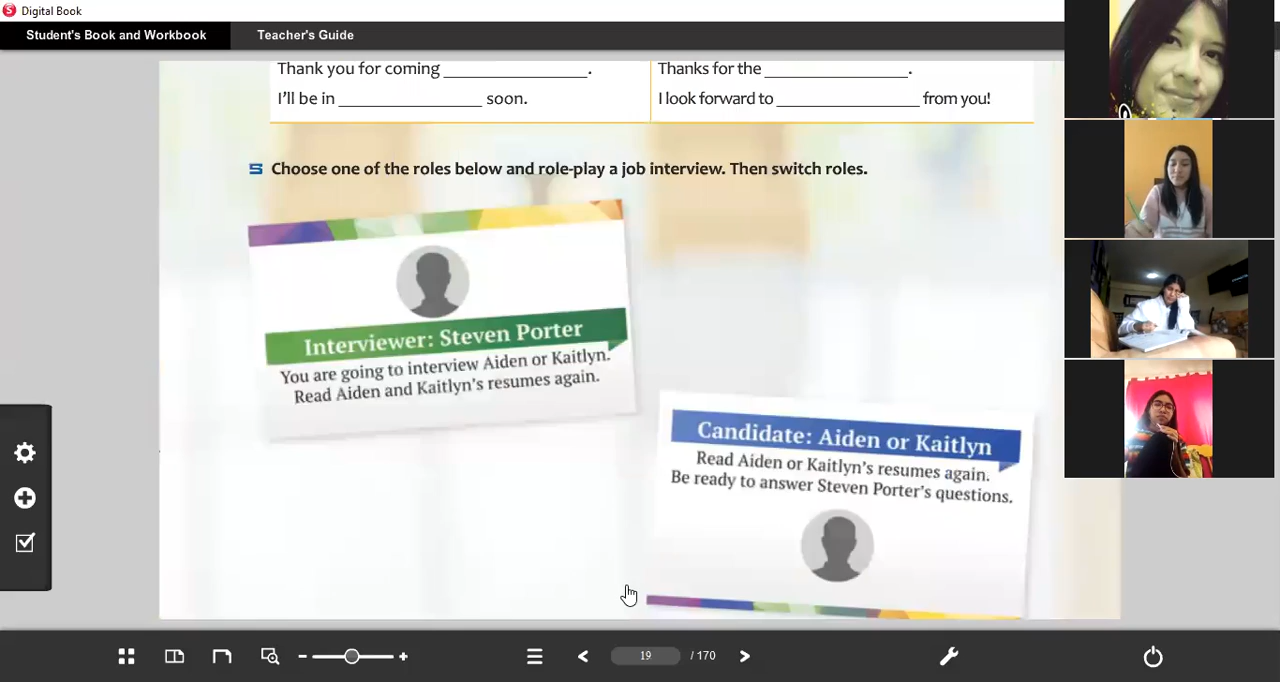 Digital Book
Student's Book and Workbook
Teacher's Guide
Thank you for coming ________________.
I'll be in ________________ soon.
Thanks for the ________________.
I look forward to ________________ from you!
5 Choose one of the roles below and role-play a job interview. Then switch roles.
Interviewer: Steven Porter
You are going to interview Aiden or Kaitlyn.
Read Aiden and Kaitlyn's resumes again.
Candidate: Aiden or Kaitlyn
Read Aiden or Kaitlyn's resumes again.
Be ready to answer Steven Porter's questions.
19 / 170